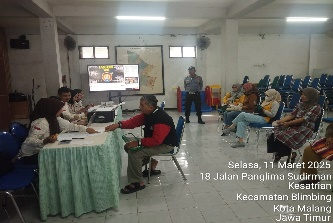 Selasa, 11 Maret 2025
18 Jalan Panglima Sudirman
Kesatrian
Kecamatan Blimbing
Kota Malang
Jawa Timur